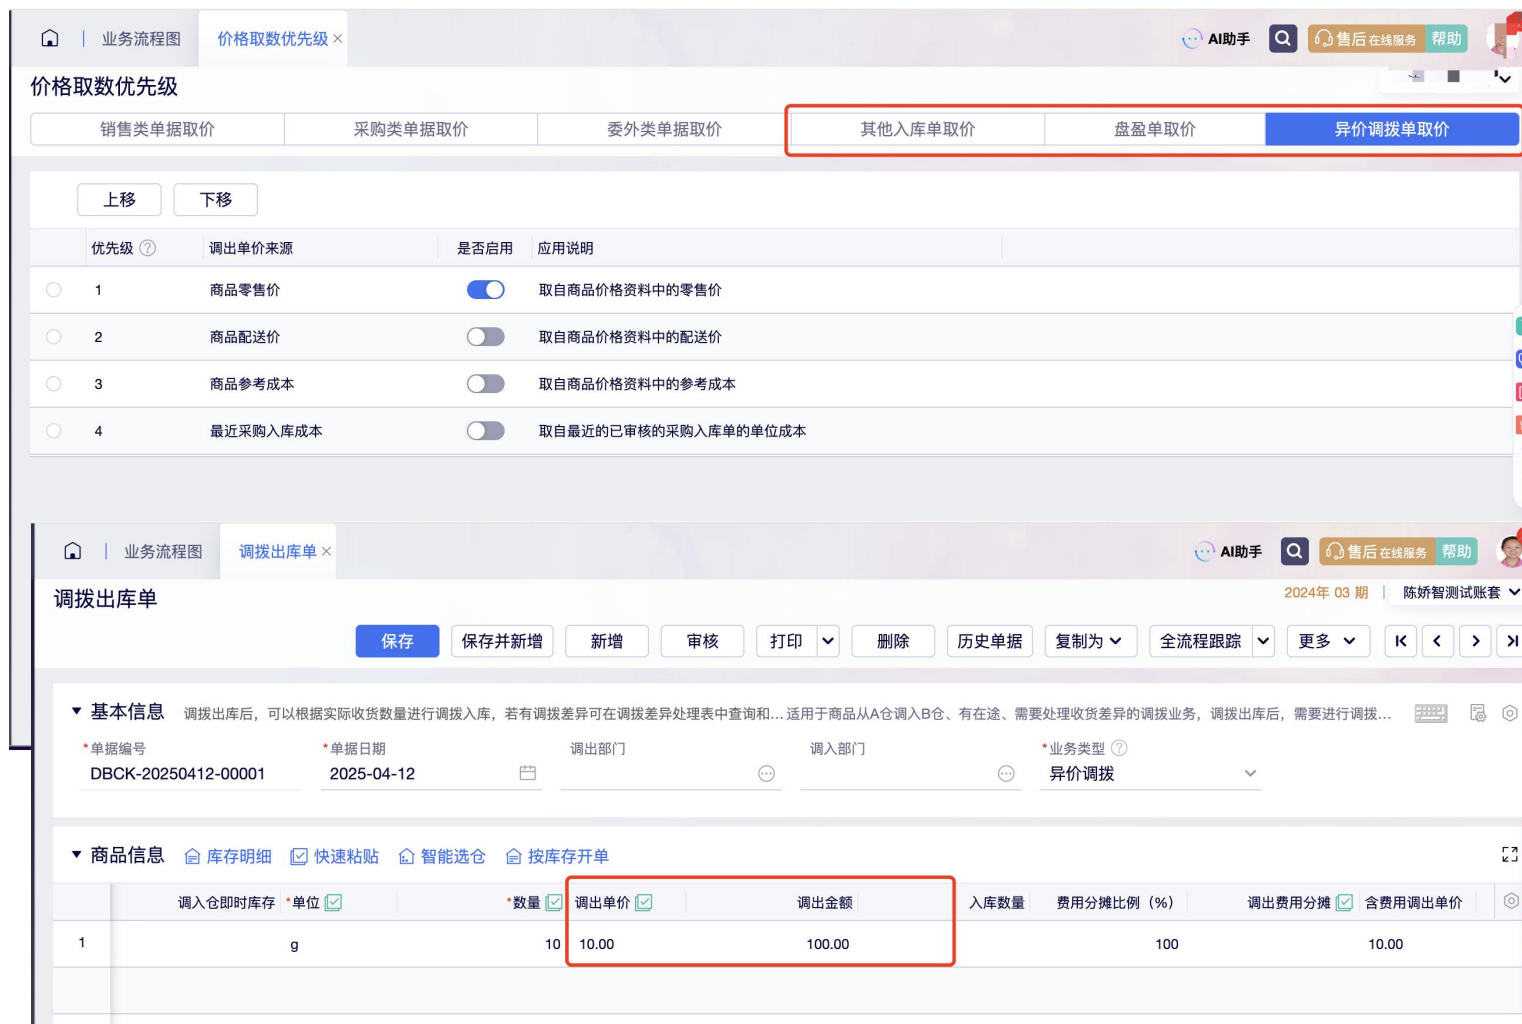 业务流程图 价格取数优先级 AI助手 售后在线服务 帮助
价格取数优先级
销售类单据取价 采购类单据取价 委外类单据取价 其他入库单取价 盘盈单取价 异价调拨单取价
上移 下移
优先级 调出单价来源 是否启用 应用说明
1 商品零售价 取自商品价格资料中的零售价
2 商品配送价 取自商品价格资料中的配送价
3 商品参考成本 取自商品价格资料中的参考成本
4 最近采购入库成本 取自最近的已审核的采购入库单的单位成本
业务流程图 调拨出库单 AI助手 售后在线服务 帮助
调拨出库单 2024年 03 期 陈娇智测试账套
保存 保存并新增 新增 审核 打印 删除 历史单据 复制为 全流程跟踪 更多
基本信息 调拨出库后，可以根据实际收货数量进行调拨入库，若有调拨差异可在调拨差异处理表中查询和... 适用于商品从A仓调入B仓、有在途、需要处理收货差异的调拨业务，调拨出库后，需要进行调拨...
*单据编号 *单据日期 调出部门 调入部门 *业务类型
DBCK-20250412-00001 2025-04-12 异价调拨
商品信息 库存明细 快速粘贴 智能选仓 按库存开单
调入仓即时库存 *单位 *数量 调出单价 调出金额 入库数量 费用分摊比例（%） 调出费用分摊 含费用调出单价
1 g 10 10.00 100.00 100 10.00